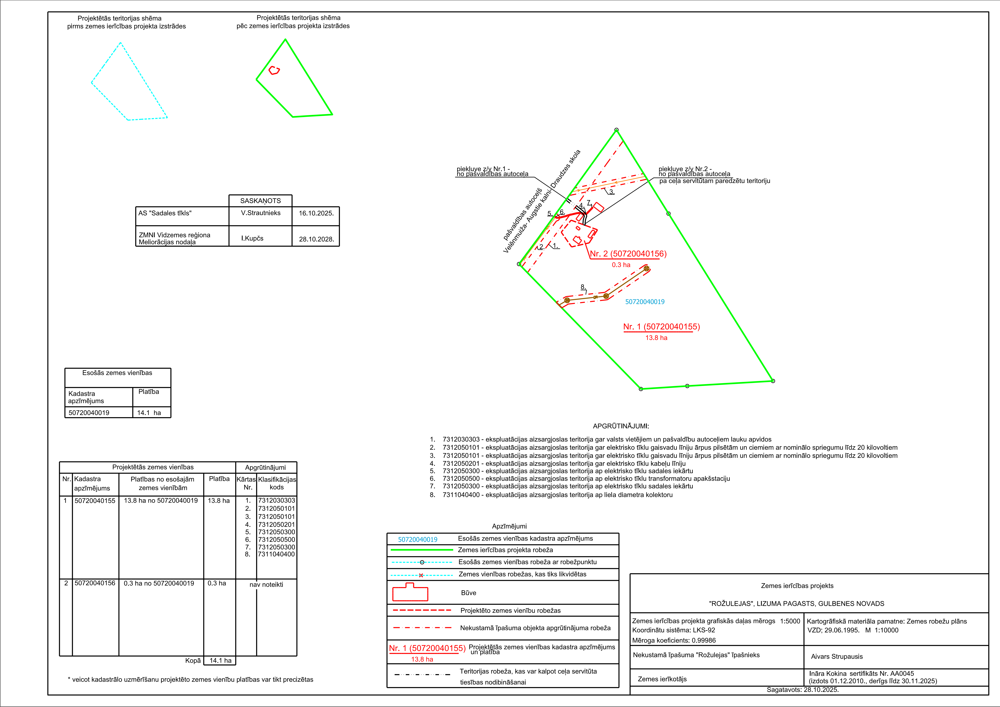 Projektētās teritorijas shēma
pirms zemes ierīcības projekta izstrādes
Projektētās teritorijas shēma
pēc zemes ierīcības projekta izstrādes
SASKAŅOTS
AS "Sadales tīkls" V.Strautnieks 16.10.2025.
ZMNI Vidzemes reģiona
Meliorācijas nodaļa
I.Kupčs 28.10.2028.
piekļuve z/v Nr.1 -
no pašvaldības autoceļa
pašvaldības autoceļš
Velēnmuiža- Augstie kalni- Draudzes skola
piekļuve z/v Nr.2 -
no pašvaldības autoceļa
pa ceļa servitūtam paredzētu teritoriju
3.
7.
4.
6.
5.
2.
1.
Nr. 2 (50720040156)
0.3 ha
8.
50720040019
Nr. 1 (50720040155)
13.8 ha
Esošās zemes vienības
Kadastra
apzīmējums
Platība
50720040019 14.1 ha
APGRŪTINĀJUMI:
1. 7312030303 - ekspluatācijas aizsargjoslas teritorija gar valsts vietējiem un pašvaldību autoceļiem lauku apvidos
2. 7312050101 - ekspluatācijas aizsargjoslas teritorija gar elektrisko tīklu gaisvadu līniju ārpus pilsētām un ciemiem ar nominālo spriegumu līdz 20 kilovoltiem
3. 7312050101 - ekspluatācijas aizsargjoslas teritorija gar elektrisko tīklu gaisvadu līniju ārpus pilsētām un ciemiem ar nominālo spriegumu līdz 20 kilovoltiem
4. 7312050201 - ekspluatācijas aizsargjoslas teritorija gar elektrisko tīklu kabeļu līniju
5. 7312050300 - ekspluatācijas aizsargjoslas teritorija ap elektrisko tīklu sadales iekārtu
6. 7312050500 - ekspluatācijas aizsargjoslas teritorija ap elektrisko tīklu transformatoru apakšstaciju
7. 7312050300 - ekspluatācijas aizsargjoslas teritorija ap elektrisko tīklu sadales iekārtu
8. 7311040400 - ekspluatācijas aizsargjoslas teritorija ap liela diametra kolektoru
Projektētās zemes vienības Apgrūtinājumi
Nr. Kadastra
apzīmējums
Platības no esošajām
zemes vienībām
Platība
Kārtas
Nr.
Klasifikācijas
kods
1 50720040155 13.8 ha no 50720040019 13.8 ha 1. 7312030303
2. 7312050101
3. 7312050101
4. 7312050201
5. 7312050300
6. 7312050500
7. 7312050300
8. 7311040400
2 50720040156 0.3 ha no 50720040019 0.3 ha nav noteikti
Kopā 14.1 ha
* veicot kadastrālo uzmērīšanu projektēto zemes vienību platības var tikt precizētas
Apzīmējumi
50720040019 Esošās zemes vienības kadastra apzīmējums
Zemes ierīcības projekta robeža
Esošās zemes vienības robeža ar robežpunktu
Zemes vienības robežas, kas tiks likvidētas
Būve
Projektēto zemes vienību robežas
Nekustamā īpašuma objekta apgrūtinājuma robeža
Nr. 1 (50720040155)
13.8 ha
Projektētās zemes vienības kadastra apzīmējums
un platība
Teritorijas robeža, kas var kalpot ceļa servitūta
tiesības nodibināšanai
Zemes ierīcības projekts
"ROŽULEJAS", LIZUMA PAGASTS, GULBENES NOVADS
Zemes ierīcības projekta grafiskās daļas mērogs 1:5000
Koordinātu sistēma: LKS-92
Mēroga koeficients: 0.99986
Kartogrāfiskā materiāla pamatne: Zemes robežu plāns
VZD; 29.06.1995. M 1:10000
Nekustamā īpašuma "Rožulejas" īpašnieks Aivars Strupausis
Zemes ierīkotājs
Ināra Kokina sertifikāts Nr. AA0045
(izdots 01.12.2010., derīgs līdz 30.11.2025)
Sagatavots: 28.10.2025.